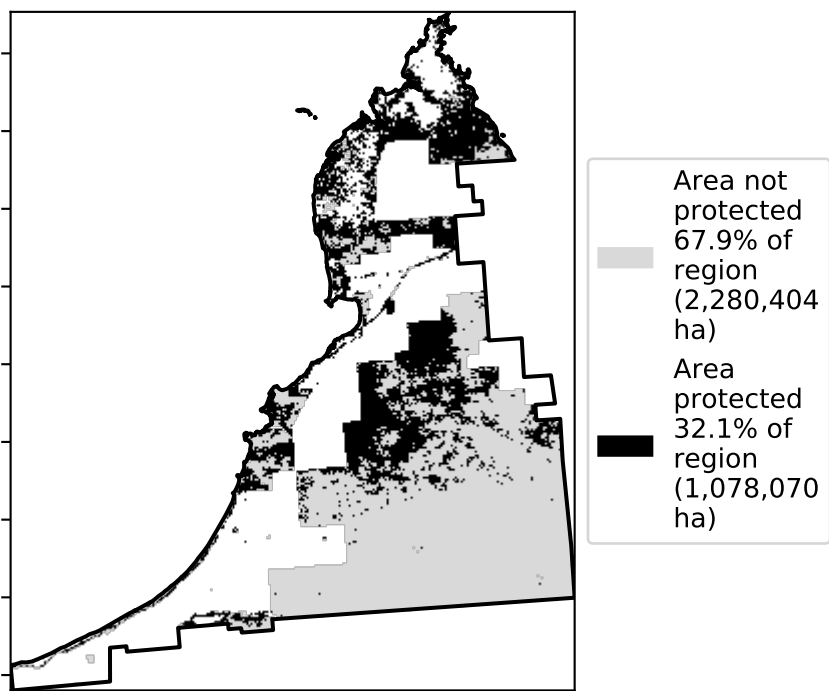 Area not
protected
67.9% of
region
(2,280,404
ha)
Area
protected
32.1% of
region
(1,078,070
ha)